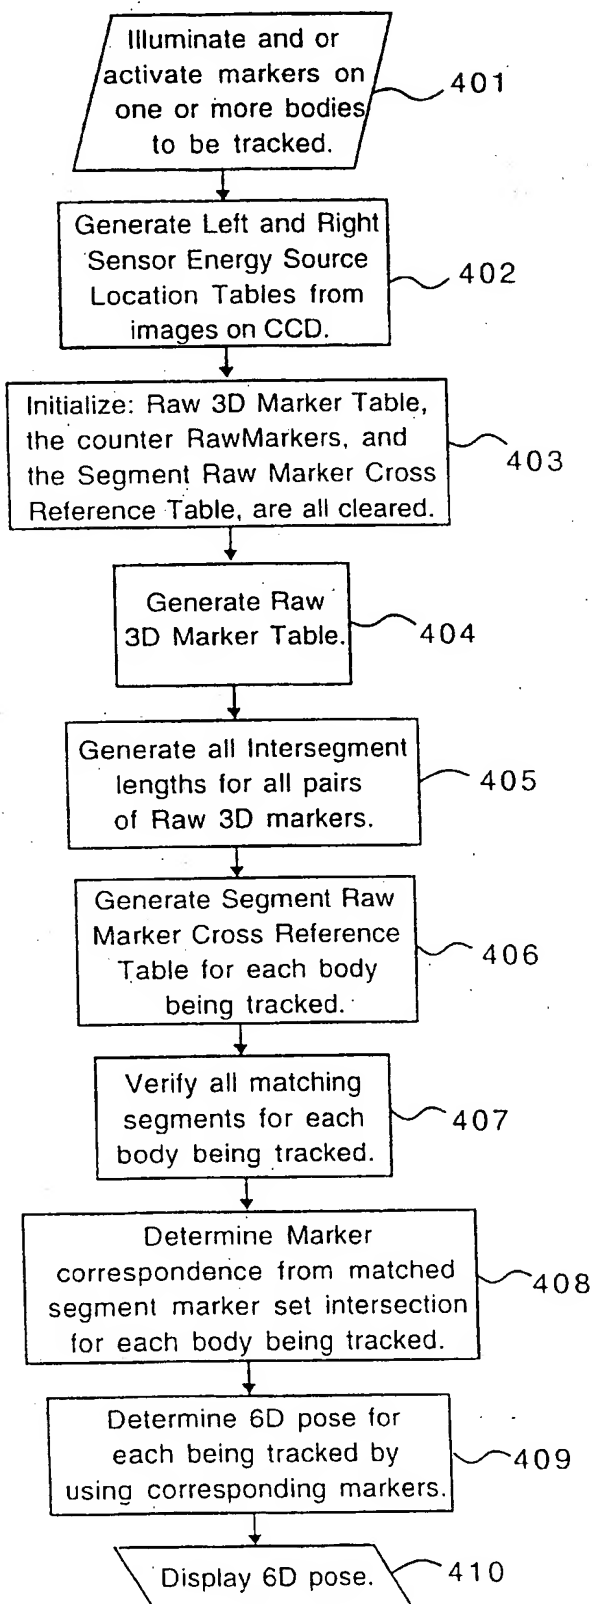 Illuminate and or
activate markers on
one or more bodies
to be tracked.
401
Generate Left and Right
Sensor Energy Source
Location Tables from
images on CCD.
402
Initialize: Raw 3D Marker Table,
the counter RawMarkers, and
the Segment Raw Marker Cross
Reference Table, are all cleared.
403
Generate Raw
3D Marker Table.
404
Generate all Intersegment
lengths for all pairs
of Raw 3D markers.
405
Generate Segment Raw
Marker Cross Reference
Table for each body
being tracked.
406
Verify all matching
segments for each
body being tracked.
407
Determine Marker
correspondence from matched
segment marker set intersection
for each body being tracked.
408
Determine 6D pose for
each being tracked by
using corresponding markers.
409
Display 6D pose.
410